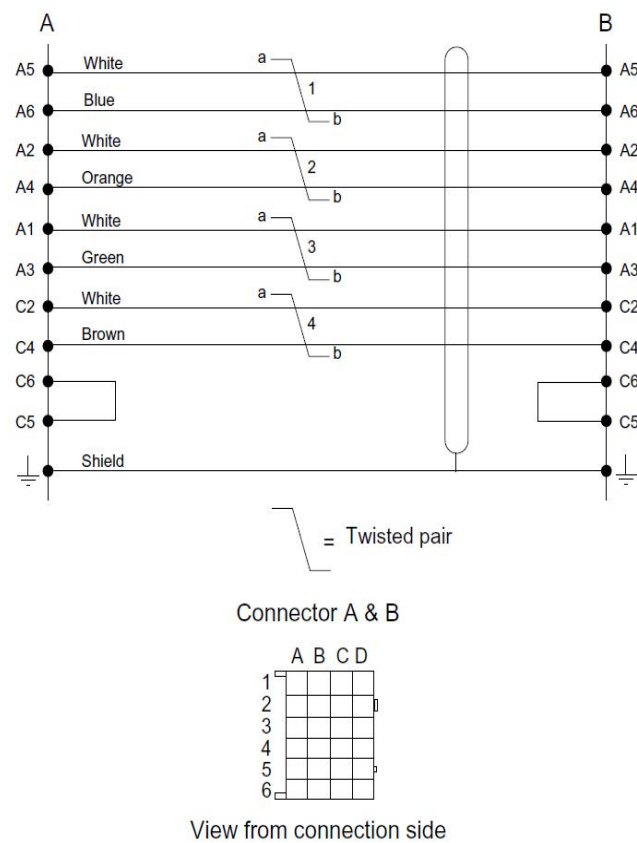 A B
A5 White a A5
1
A6 Blue b A6
A2 White a A2
2
A4 Orange b A4
A1 White a A1
3
A3 Green b A3
C2 White a C2
4
C4 Brown b C4
C6 C6
C5 C5
Shield
= Twisted pair
Connector A & B
A B C D
1
2
3
4
5
6
View from connection side